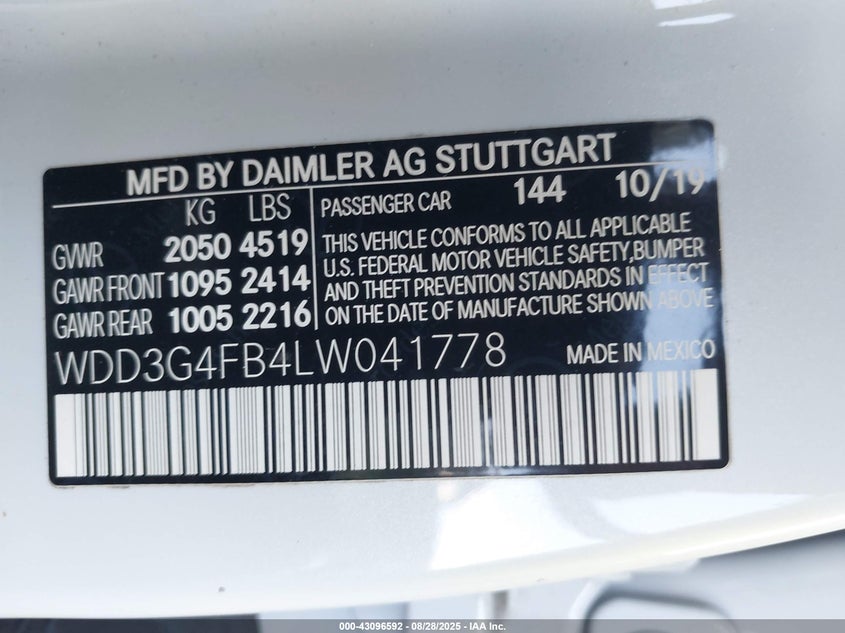 MFD BY DAIMLER AG STUTTGART
KG LBS
GVWR 2050 4519
GAWR FRONT 1095 2414
GAWR REAR 1005 2216
PASSENGER CAR 144 10/19
THIS VEHICLE CONFORMS TO ALL APPLICABLE
U.S. FEDERAL MOTOR VEHICLE SAFETY,BUMPER
AND THEFT PREVENTION STANDARDS IN EFFECT
ON THE DATE OF MANUFACTURE SHOWN ABOVE
WDD3G4FB4LW041778 MADE IN MEXICO
000-43096592 | 08/28/2025 - IAA Inc.